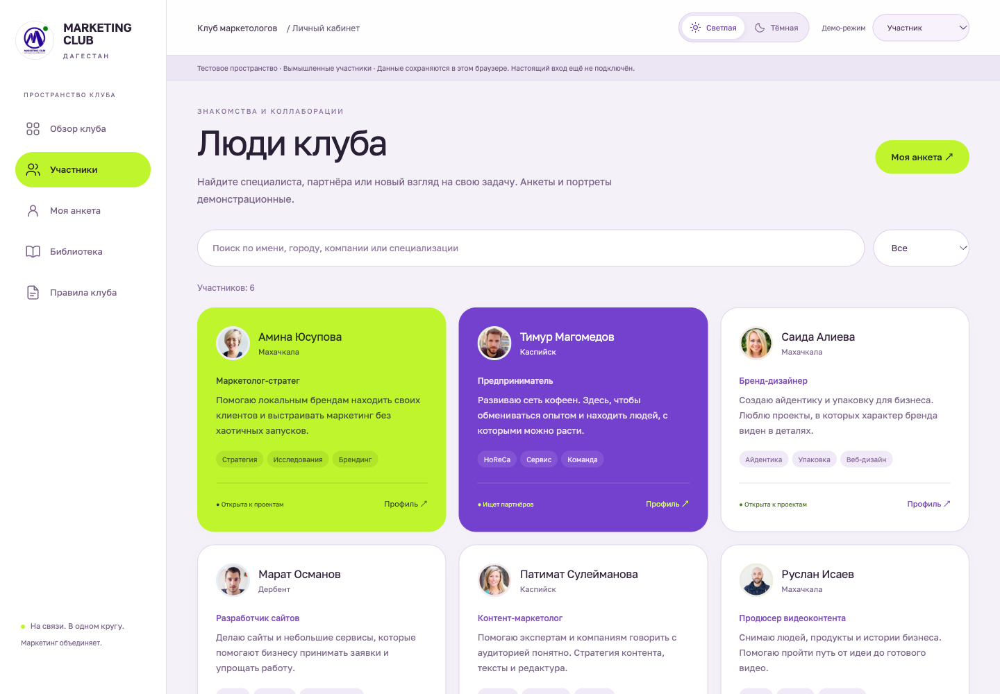 MARKETING
CLUB
ДАГЕСТАН
MARKETING CLUB
ПРОСТРАНСТВО КЛУБА
Обзор клуба
Участники
Моя анкета
Библиотека
Правила клуба
На связи. В одном кругу.
Маркетинг объединяет.
Клуб маркетологов / Личный кабинет
Светлая
Тёмная
Демо-режим
Участник
Тестовое пространство · Вымышленные участники · Данные сохраняются в этом браузере. Настоящий вход ещё не подключён.
ЗНАКОМСТВА И КОЛЛАБОРАЦИИ
Люди клуба
Найдите специалиста, партнёра или новый взгляд на свою задачу. Анкеты и портреты
демонстрационные.
Моя анкета ↗
Поиск по имени, городу, компании или специализации
Все
Участников: 6
Амина Юсупова
Махачкала
Маркетолог-стратег
Помогаю локальным брендам находить своих
клиентов и выстраивать маркетинг без
хаотичных запусков.
Стратегия Исследования Брендинг
● Открыта к проектам
Профиль ↗
Тимур Магомедов
Каспийск
Предприниматель
Развиваю сеть кофеен. Здесь, чтобы
обмениваться опытом и находить людей, с
которыми можно расти.
HoReCa Сервис Команда
● Ищет партнёров
Профиль ↗
Саида Алиева
Махачкала
Бренд-дизайнер
Создаю айдентику и упаковку для бизнеса.
Люблю проекты, в которых характер бренда
виден в деталях.
Айдентика Упаковка Веб-дизайн
● Открыта к проектам
Профиль ↗
Марат Османов
Дербент
Разработчик сайтов
Делаю сайты и небольшие сервисы, которые
помогают бизнесу принимать заявки и
упрощать работу.
Патимат Сулейманова
Каспийск
Контент-маркетолог
Помогаю экспертам и компаниям говорить с
аудиторией понятно. Стратегия контента,
тексты и редактура.
Руслан Исаев
Махачкала
Продюсер видеоконтента
Снимаю людей, продукты и истории бизнеса.
Помогаю пройти путь от идеи до готового
видео.